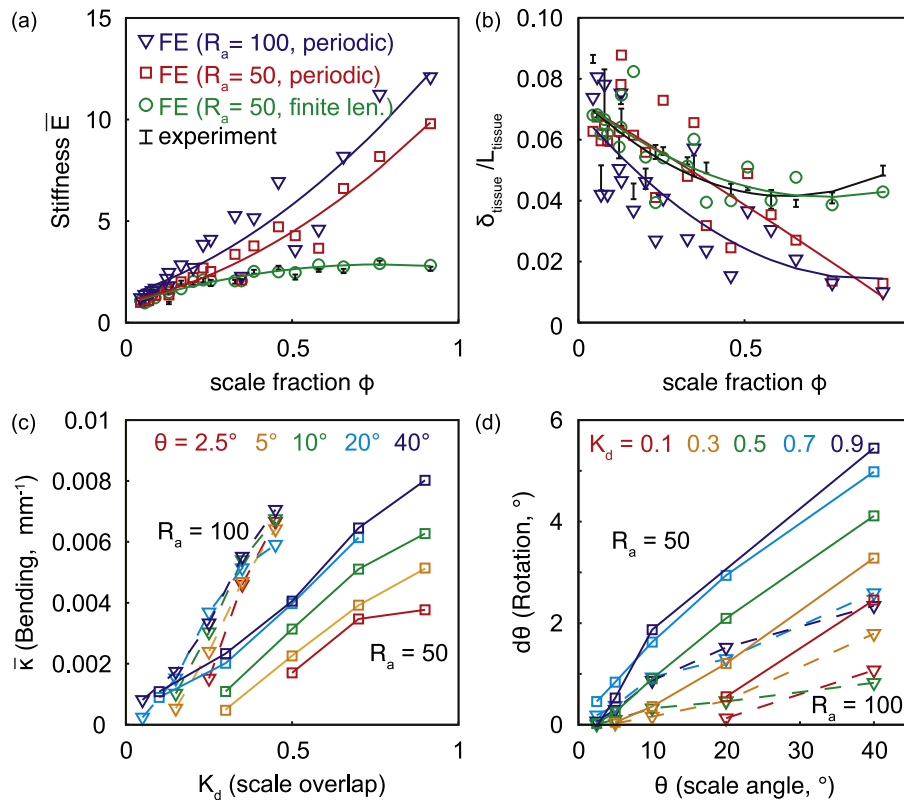 (a)
FE (Rₐ= 100, periodic)
FE (Rₐ= 50, periodic)
FE (Rₐ= 50, finite len.)
experiment
Stiffness E̅
15
10
5
0
0
0.5
1
scale fraction ϕ
(b)
δtissue /Ltissue
0.10
0.08
0.06
0.04
0.02
0
0
0.5
1
scale fraction ϕ
(c)
θ = 2.5° 5° 10° 20° 40°
Rₐ = 100
Rₐ = 50
κ̅ (Bending, mm⁻¹)
0.01
0.008
0.006
0.004
0.002
0
0
0.5
1
K_d (scale overlap)
(d)
K_d = 0.1 0.3 0.5 0.7 0.9
Rₐ = 50
Rₐ = 100
dθ (Rotation, °)
6
4
2
0
0
10
20
30
40
θ (scale angle, °)